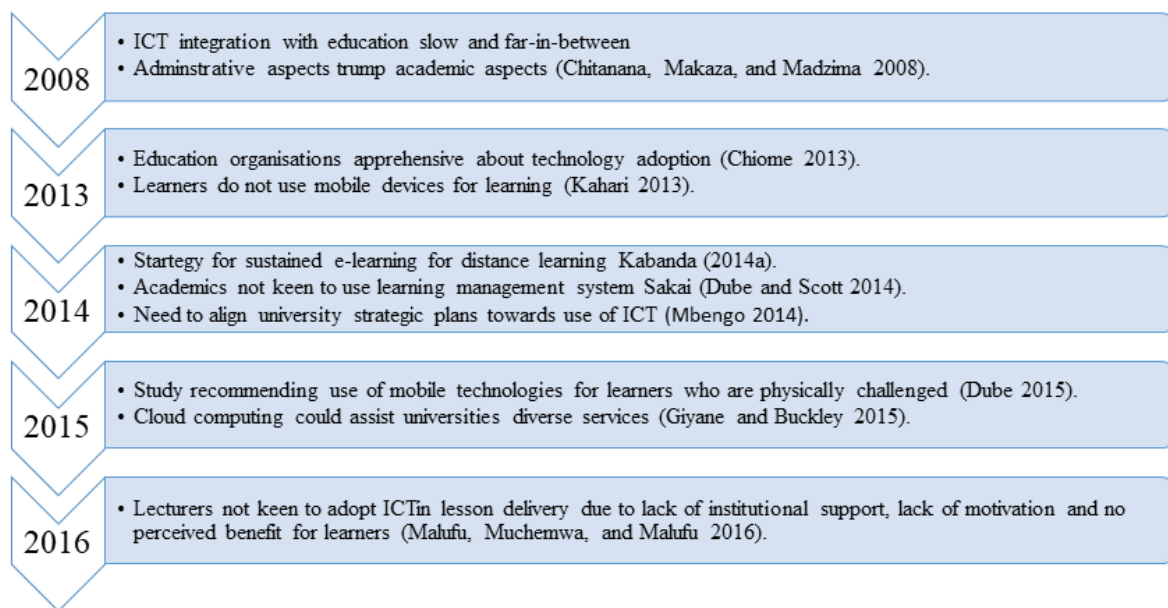 2008
• ICT integration with education slow and far-in-between
• Adminstrative aspects trump academic aspects (Chitanana, Makaza, and Madzima 2008).
2013
• Education organisations apprehensive about technology adoption (Chiome 2013).
• Learners do not use mobile devices for learning (Kahari 2013).
2014
• Startegy for sustained e-learning for distance learning Kabanda (2014a).
• Academics not keen to use learning management system Sakai (Dube and Scott 2014).
• Need to align university strategic plans towards use of ICT (Mbengo 2014).
2015
• Study recommending use of mobile technologies for learners who are physically challenged (Dube 2015).
• Cloud computing could assist universities diverse services (Giyane and Buckley 2015).
2016
• Lecturers not keen to adopt ICTin lesson delivery due to lack of institutional support, lack of motivation and no
perceived benefit for learners (Malufu, Muchemwa, and Malufu 2016).